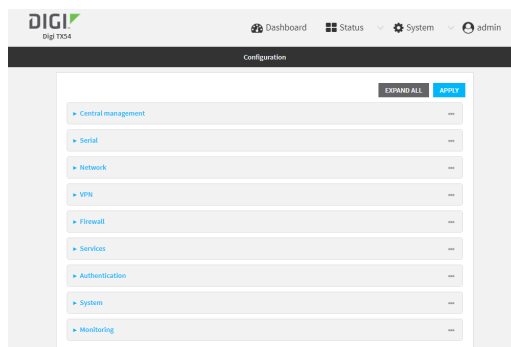 DIGI
Digi TX54
Dashboard Status System admin
Configuration
EXPAND ALL APPLY
Central management
Serial
Network
VPN
Firewall
Services
Authentication
System
Monitoring